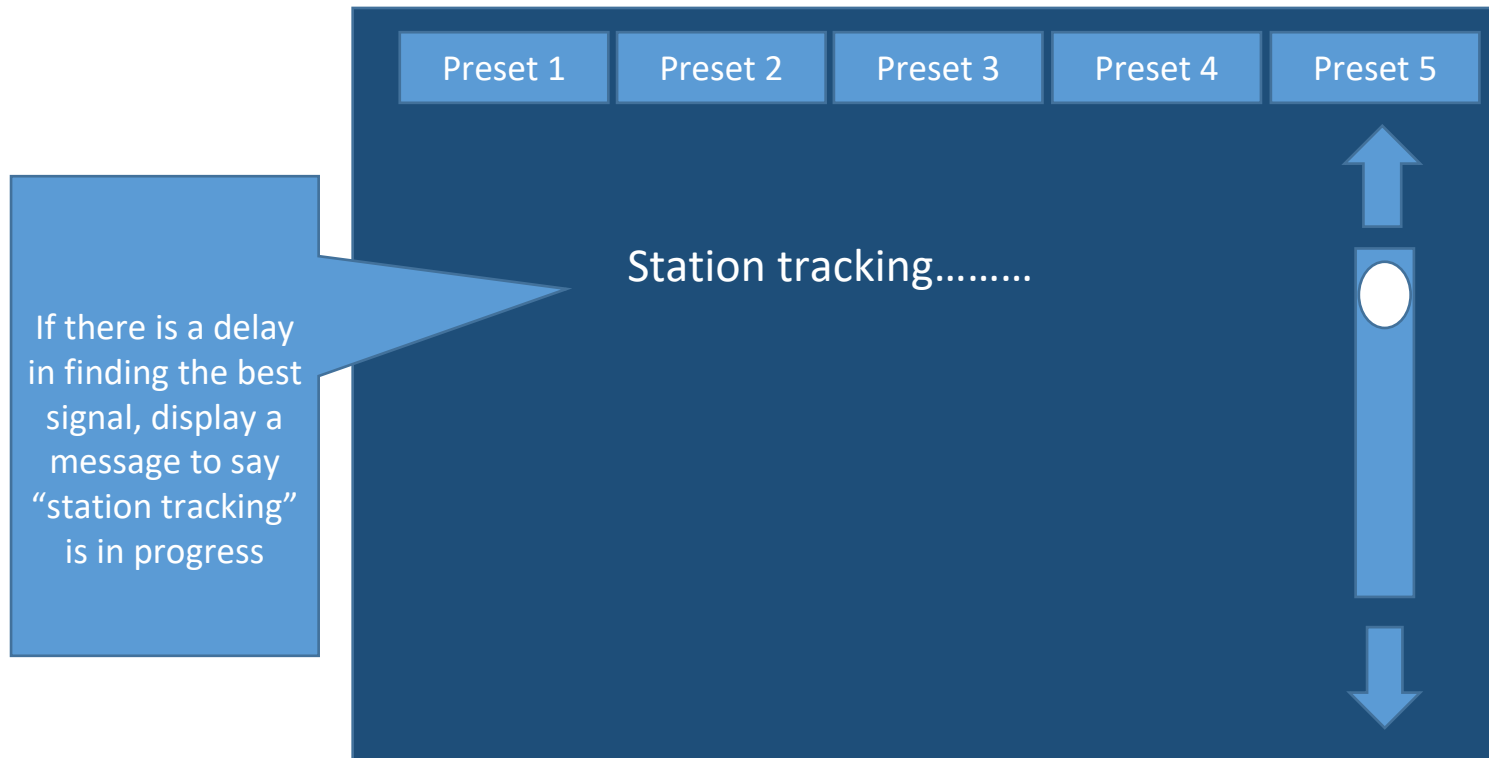 Preset 1 Preset 2 Preset 3 Preset 4 Preset 5
Station tracking………
If there is a delay
in finding the best
signal, display a
message to say
“station tracking”
is in progress